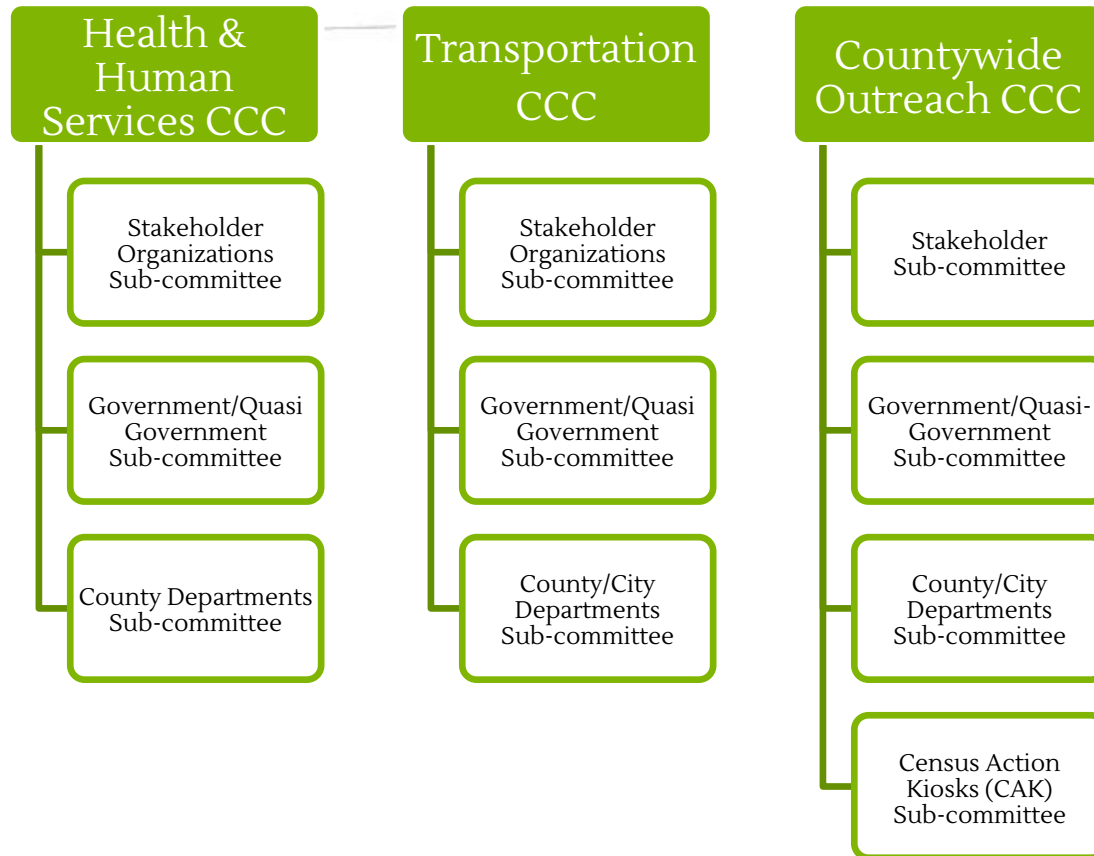 Health &
Human
Services CCC
Stakeholder
Organizations
Sub-committee
Government/Quasi
Government
Sub-committee
County Departments
Sub-committee
Transportation
CCC
Stakeholder
Organizations
Sub-committee
Government/Quasi
Government
Sub-committee
County/City
Departments
Sub-committee
Countywide
Outreach CCC
Stakeholder
Sub-committee
Government/Quasi-
Government
Sub-committee
County/City
Departments
Sub-committee
Census Action
Kiosks (CAK)
Sub-committee